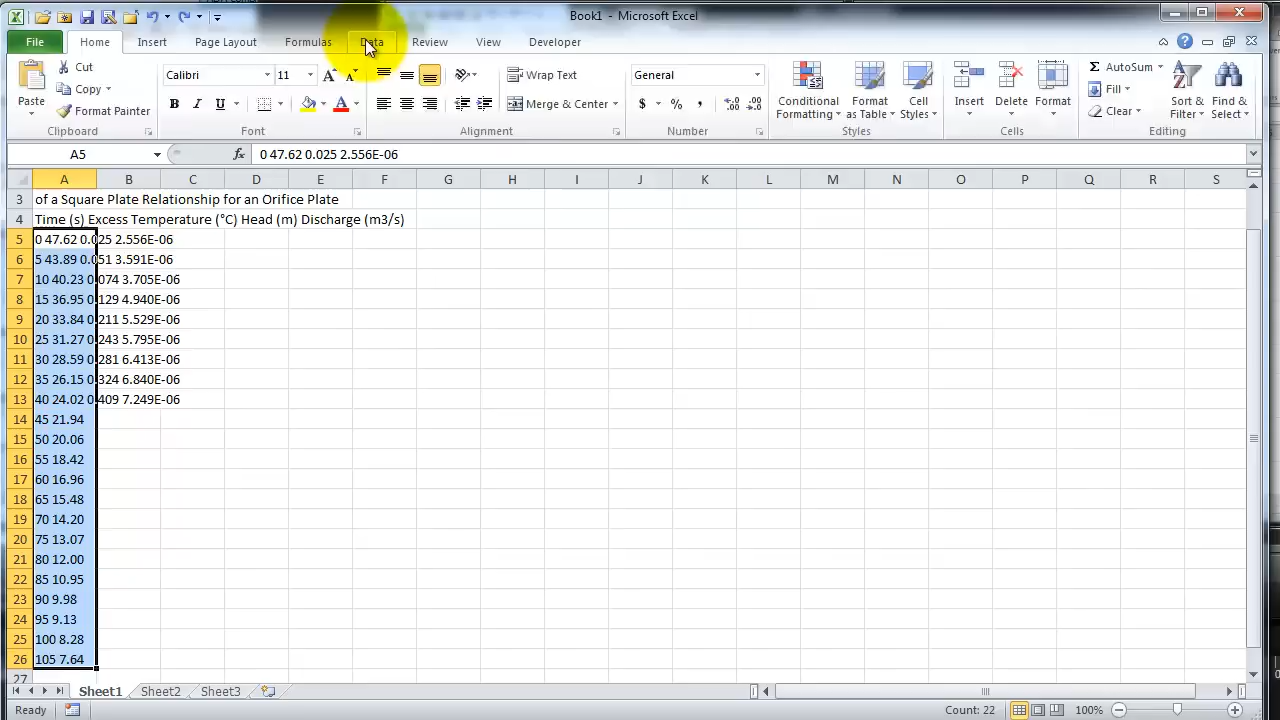 Book1 - Microsoft Excel
File Home Insert Page Layout Formulas Data Review View Developer
Paste Cut Copy Format Painter Clipboard
Calibri 11 B I U A Font
Wrap Text Merge & Center Alignment
General $ % , Number
Conditional Formatting Format as Table Cell Styles Styles
Insert Delete Format Cells
Σ AutoSum Fill Clear Sort & Filter Find & Select Editing
A5 fx 0 47.62 0.025 2.556E-06
A B C D E F G H I J K L M N O P Q R S
3 of a Square Plate Relationship for an Orifice Plate
4 Time (s) Excess Temperature (°C) Head (m) Discharge (m3/s)
5 0 47.62 0.025 2.556E-06
6 5 43.89 0.051 3.591E-06
7 10 40.23 0.074 3.705E-06
8 15 36.95 0.129 4.940E-06
9 20 33.84 0.211 5.529E-06
10 25 31.27 0.243 5.795E-06
11 30 28.59 0.281 6.413E-06
12 35 26.15 0.324 6.840E-06
13 40 24.02 0.409 7.249E-06
14 45 21.94
15 50 20.06
16 55 18.42
17 60 16.96
18 65 15.48
19 70 14.20
20 75 13.07
21 80 12.00
22 85 10.95
23 90 9.98
24 95 9.13
25 100 8.28
26 105 7.64
27
Sheet1 Sheet2 Sheet3
Ready Count: 22 100%